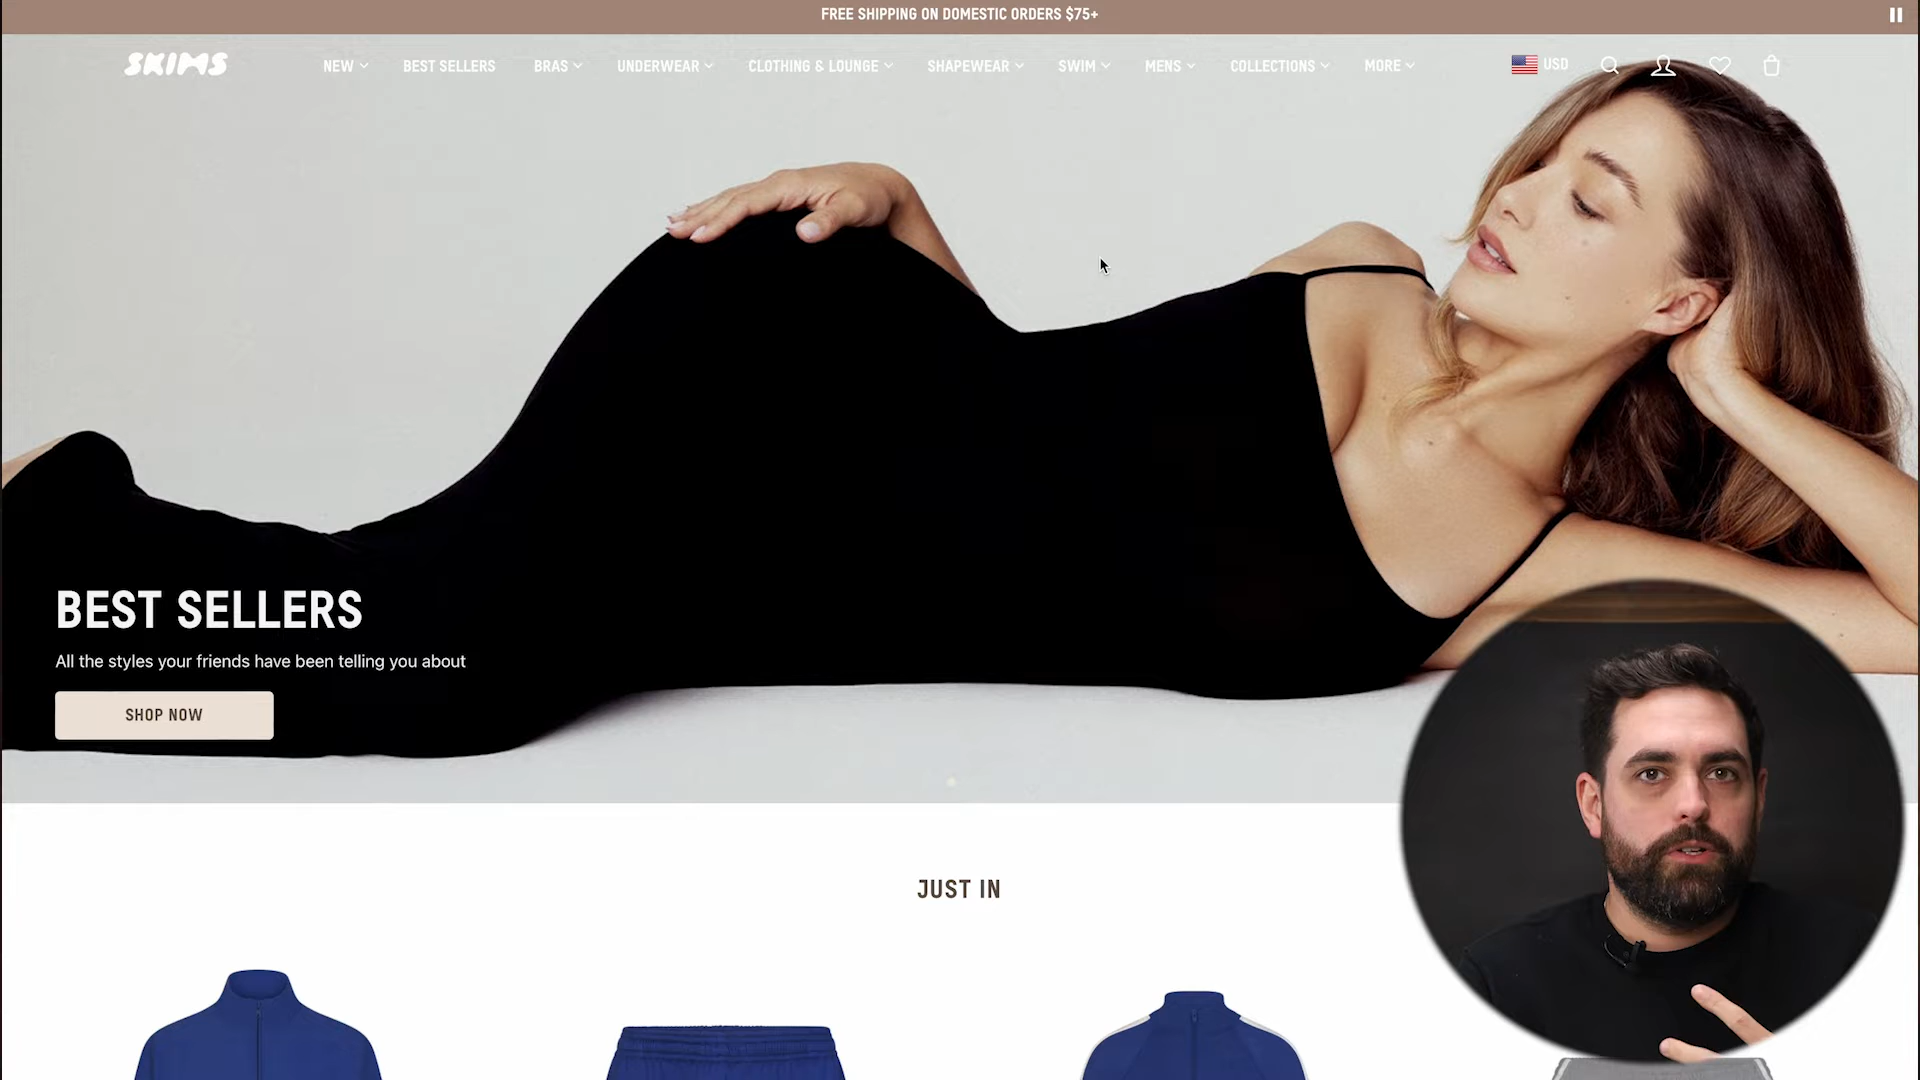 FREE SHIPPING ON DOMESTIC ORDERS $75+
SKIMS NEW BEST SELLERS BRAS UNDERWEAR CLOTHING & LOUNGE SHAPEWEAR SWIM MENS COLLECTIONS MORE USD
BEST SELLERS
All the styles your friends have been telling you about
SHOP NOW
JUST IN